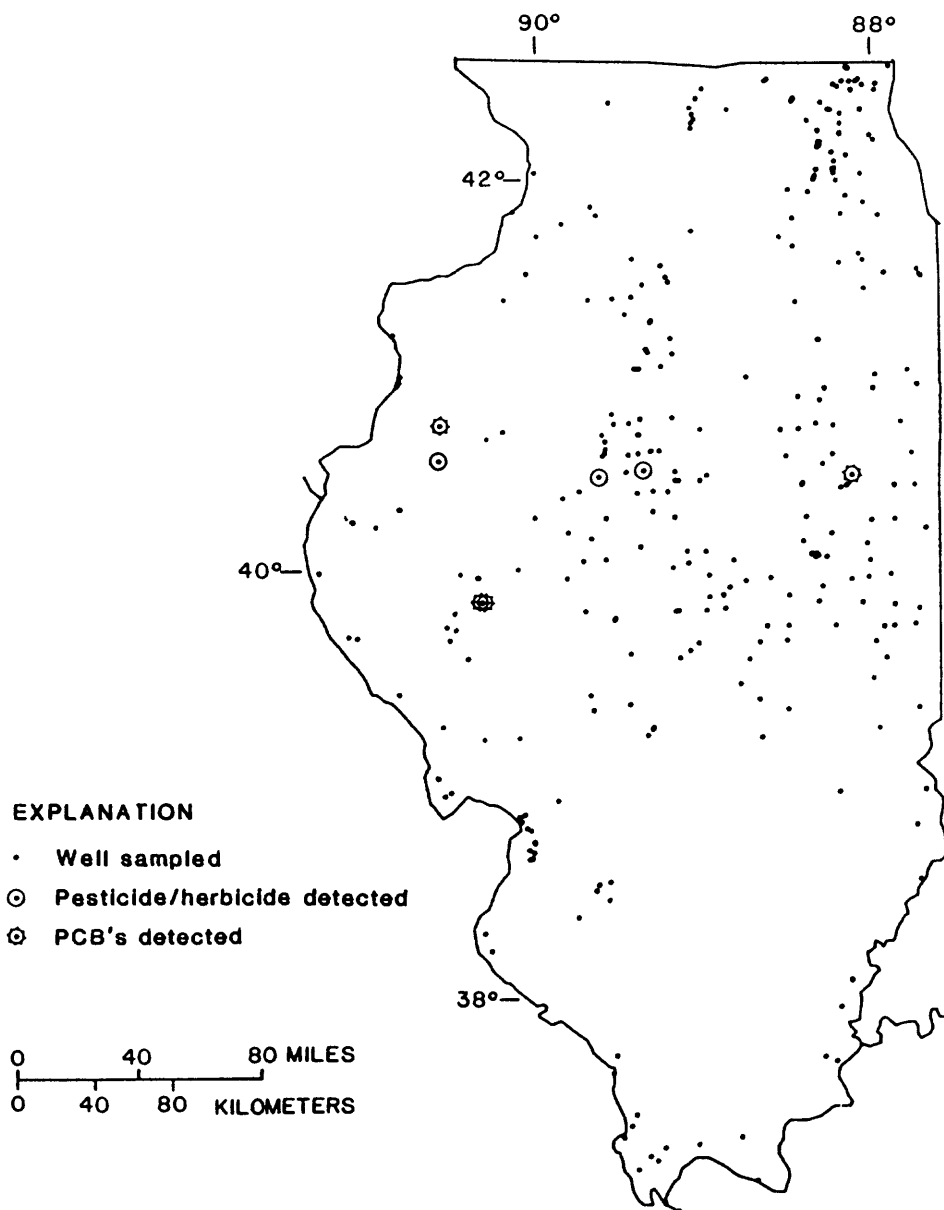 90° 88°
42°
40°
EXPLANATION
Well sampled
Pesticide/herbicide detected
PCB's detected
38°
0 40 80 MILES
0 40 80 KILOMETERS